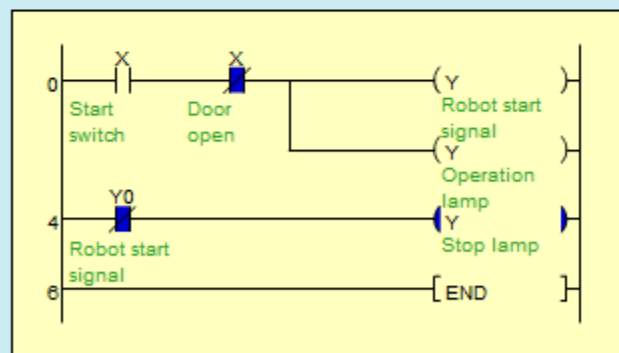 X X
0 (Y )
Start switch Door open Robot start signal
(Y )
Operation lamp
Y0
4 (Y )
Robot start signal Stop lamp
6 [END ]